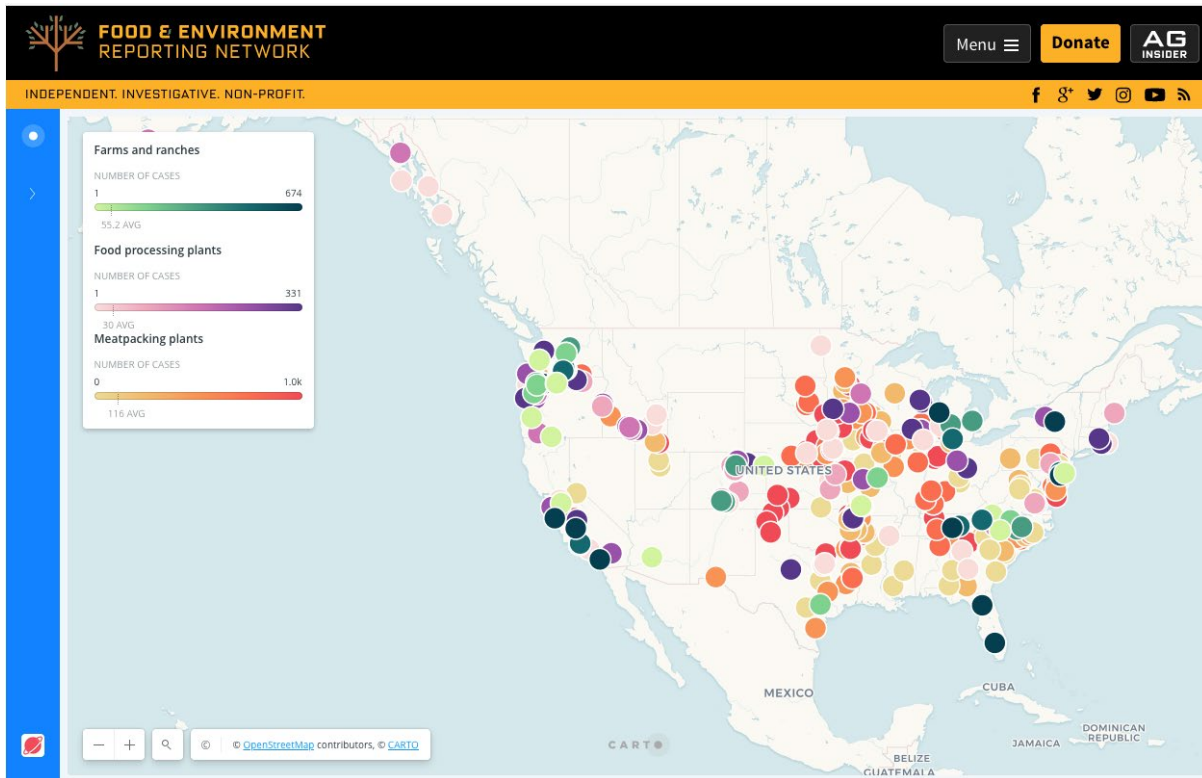 FOOD & ENVIRONMENT
REPORTING NETWORK
Menu
Donate
AG
INSIDER
INDEPENDENT. INVESTIGATIVE. NON-PROFIT.
Farms and ranches
NUMBER OF CASES
1 674
55.2 AVG
Food processing plants
NUMBER OF CASES
1 331
30 AVG
Meatpacking plants
NUMBER OF CASES
0 1.0k
116 AVG
UNITED STATES
MEXICO
CUBA
DOMINICAN
REPUBLIC
JAMAICA
BELIZE
GUATEMALA
© © OpenStreetMap contributors, © CARTO
CARTO